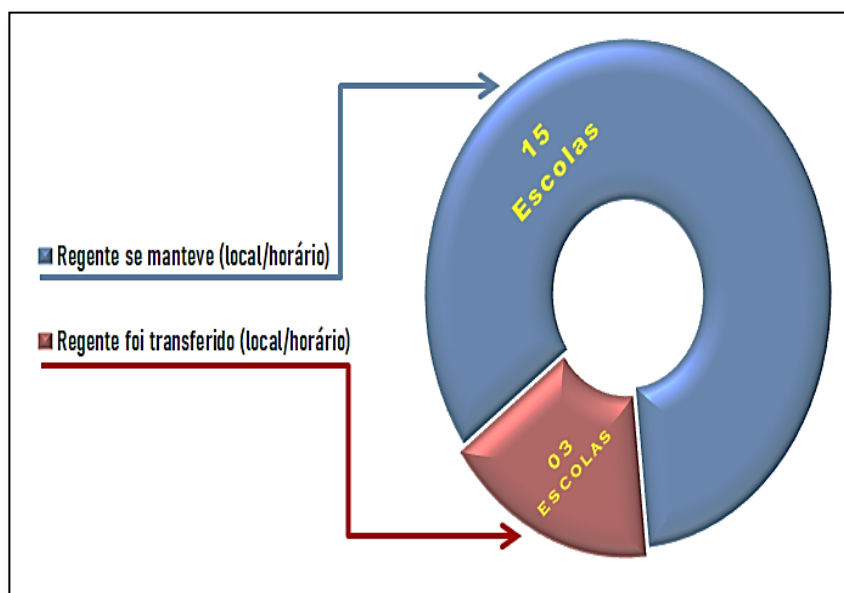 15
Escolas
Regente se manteve (local/horário)
Regente foi transferido (local/horário)
03
ESCOLAS